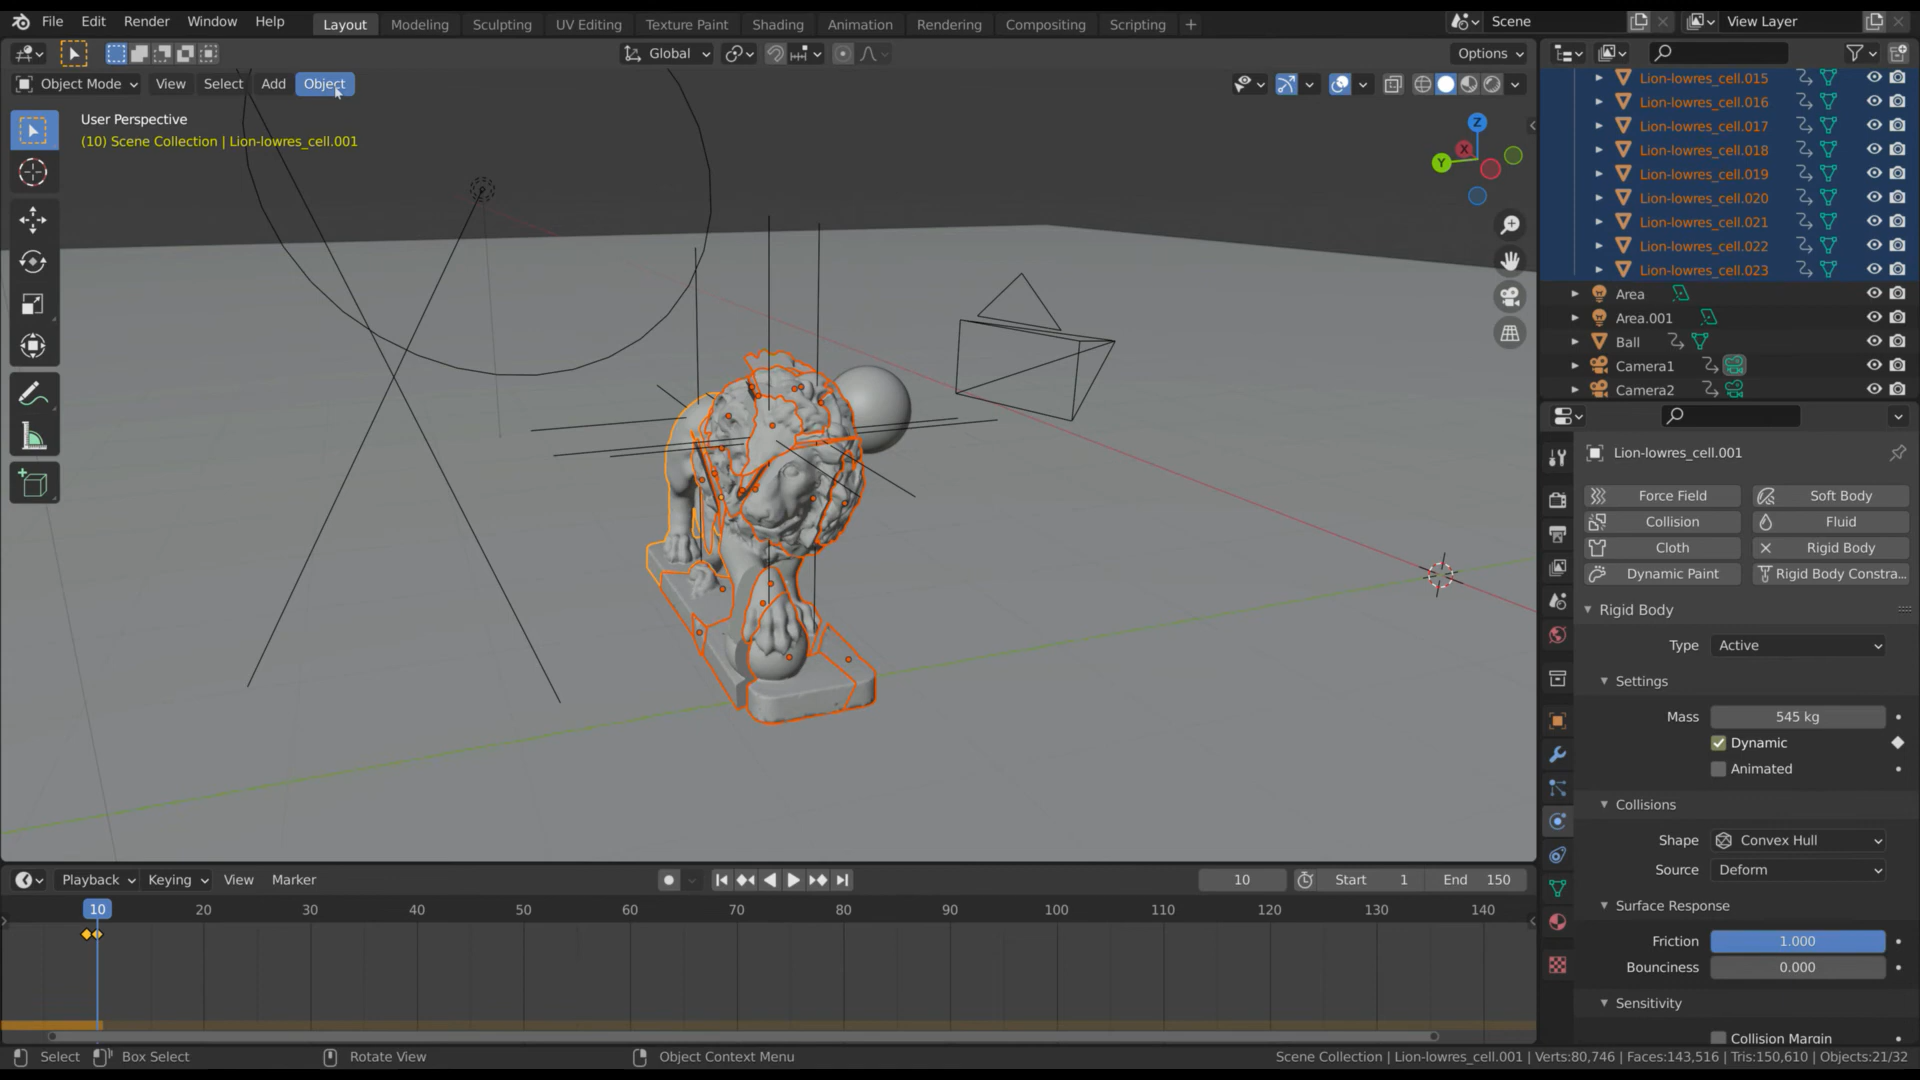 File Edit Render Window Help Layout Modeling Sculpting UV Editing Texture Paint Shading Animation Rendering Compositing Scripting + Scene View Layer
Global Options
Object Mode View Select Add Object
User Perspective
(10) Scene Collection | Lion-lowres_cell.001
Z
X
Y
Lion-lowres_cell.015
Lion-lowres_cell.016
Lion-lowres_cell.017
Lion-lowres_cell.018
Lion-lowres_cell.019
Lion-lowres_cell.020
Lion-lowres_cell.021
Lion-lowres_cell.022
Lion-lowres_cell.023
Area
Area.001
Ball
Camera1
Camera2
Lion-lowres_cell.001
Force Field Soft Body
Collision Fluid
Cloth Rigid Body
Dynamic Paint Rigid Body Constra...
Rigid Body
Type Active
Settings
Mass 545 kg
Dynamic
Animated
Collisions
Shape Convex Hull
Source Deform
Surface Response
Friction 1.000
Bounciness 0.000
Sensitivity
Collision Margin
Playback Keying View Marker 10 Start 1 End 150
10 20 30 40 50 60 70 80 90 100 110 120 130 140
Select Box Select Rotate View Object Context Menu Scene Collection | Lion-lowres_cell.001 | Verts:80,746 | Faces:143,516 | Tris:150,610 | Objects:21/32